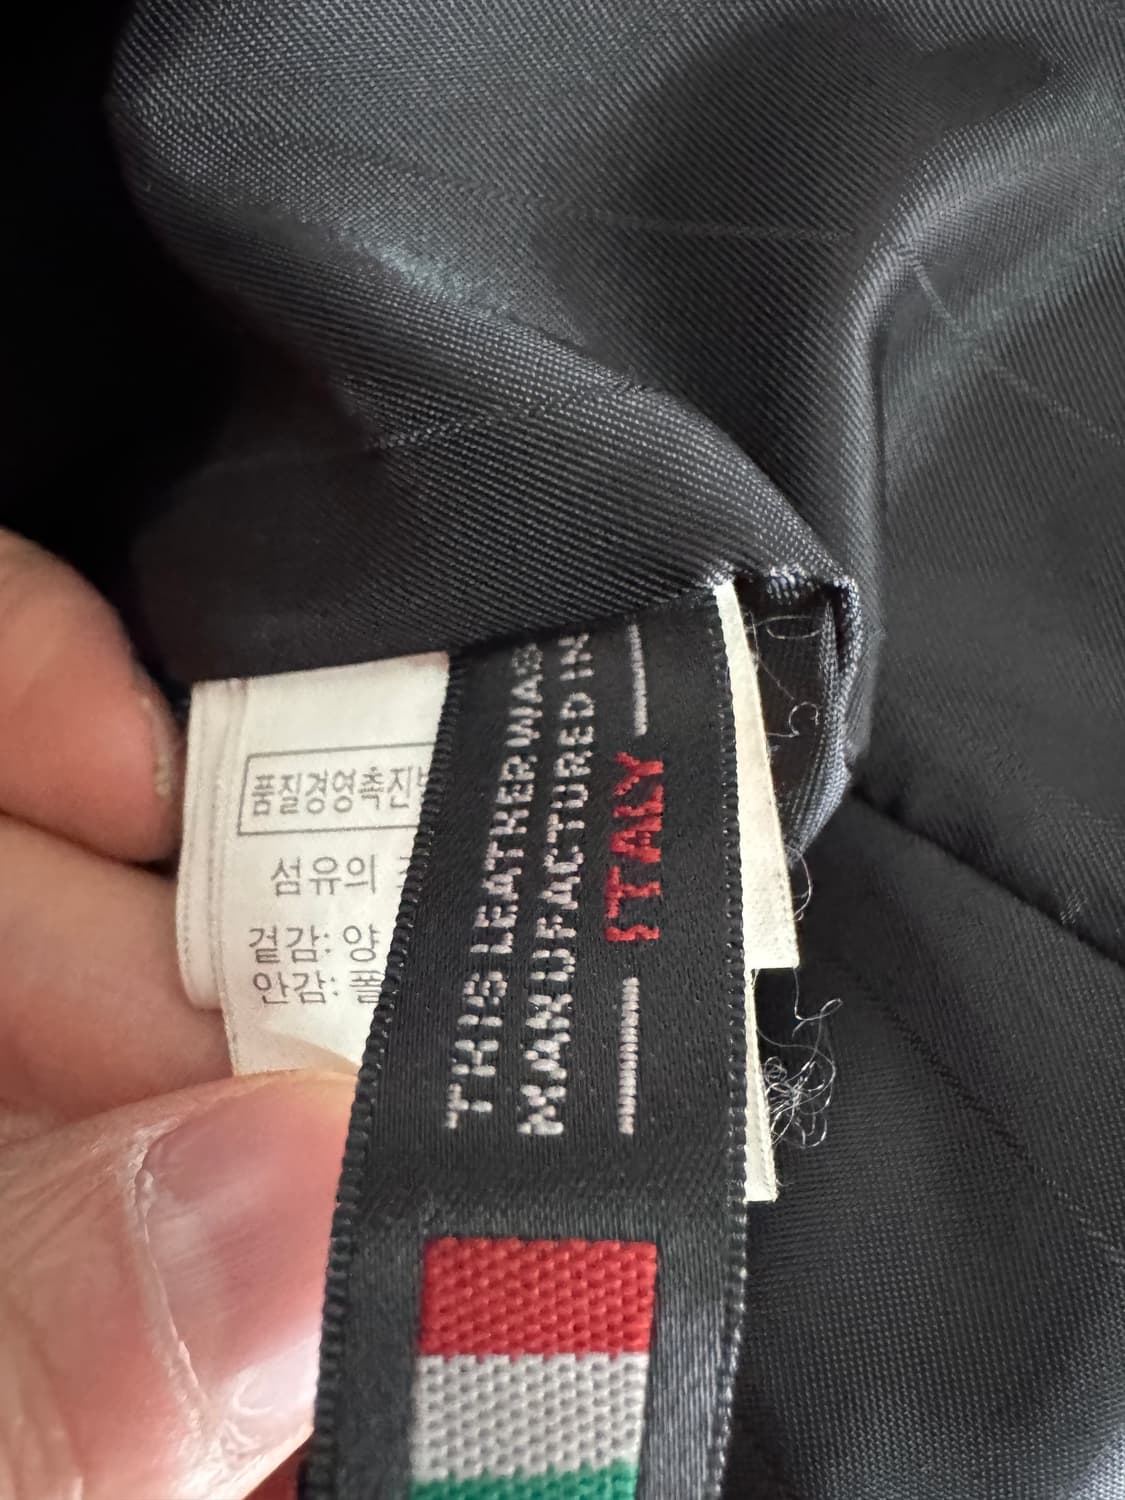 품질경영촉진
섬유의
겉감: 양
안감: 폴
THIS LEATHER WAS
MANUFACTURED IN
ITALY